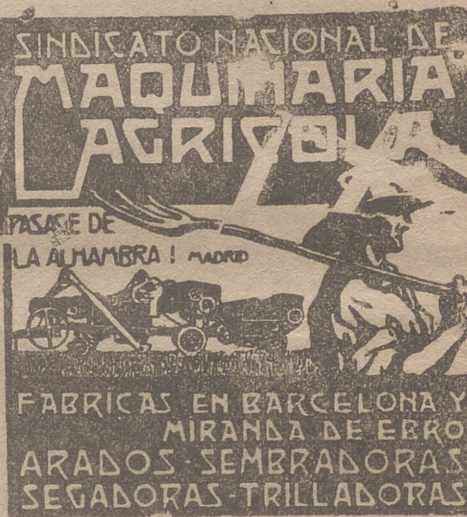 SINDICATO NACIONAL DE
MAQUINARIA
AGRICOLA
PASAGE DE
LA ALHAMBRA 1 MADRID
FABRICAS EN BARCELONA Y
MIRANDA DE EBRO
ARADOS-SEMBRADORAS
SEGADORAS-TRILLADORAS